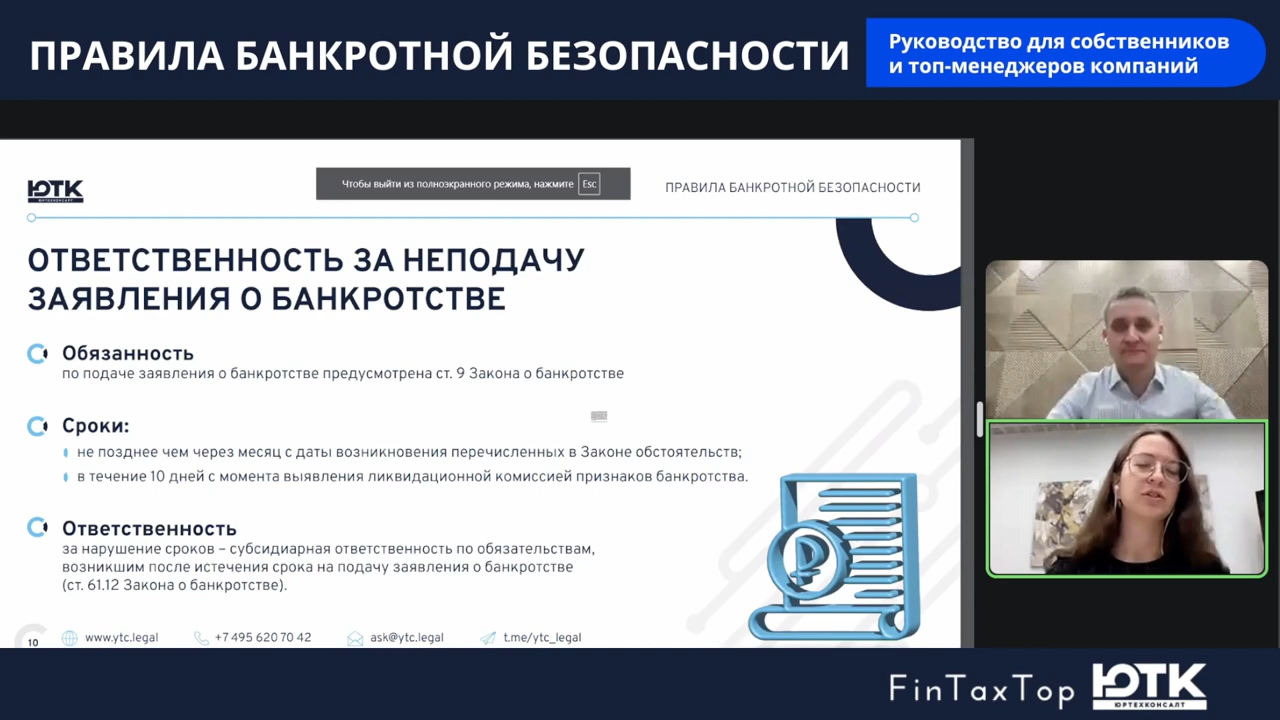 ПРАВИЛА БАНКРОТНОЙ БЕЗОПАСНОСТИ
Руководство для собственников
и топ-менеджеров компаний
ЮТК
ЮРТЕХКОНСАЛТ
Чтобы выйти из полноэкранного режима, нажмите Esc
ПРАВИЛА БАНКРОТНОЙ БЕЗОПАСНОСТИ
ОТВЕТСТВЕННОСТЬ ЗА НЕПОДАЧУ
ЗАЯВЛЕНИЯ О БАНКРОТСТВЕ
Обязанность
по подаче заявления о банкротстве предусмотрена ст. 9 Закона о банкротстве
Сроки:
не позднее чем через месяц с даты возникновения перечисленных в Законе обстоятельств;
в течение 10 дней с момента выявления ликвидационной комиссией признаков банкротства.
Ответственность
за нарушение сроков – субсидиарная ответственность по обязательствам,
возникшим после истечения срока на подачу заявления о банкротстве
(ст. 61.12 Закона о банкротстве).
10
www.ytc.legal
+7 495 620 70 42
ask@ytc.legal
t.me/ytc_legal
FinTaxTop
ЮТК
ЮРТЕХКОНСАЛТ